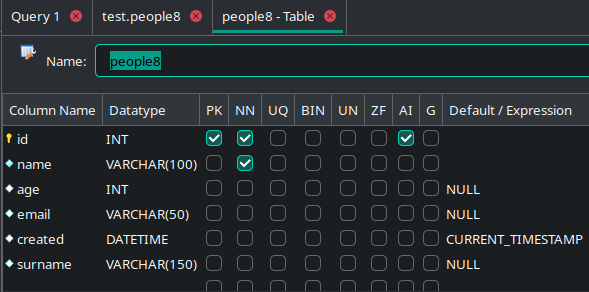 Query 1 test.people8 people8 - Table
Name: people8
Column Name Datatype PK NN UQ BIN UN ZF AI G Default / Expression
id INT
name VARCHAR(100)
age INT NULL
email VARCHAR(50) NULL
created DATETIME CURRENT_TIMESTAMP
surname VARCHAR(150) NULL